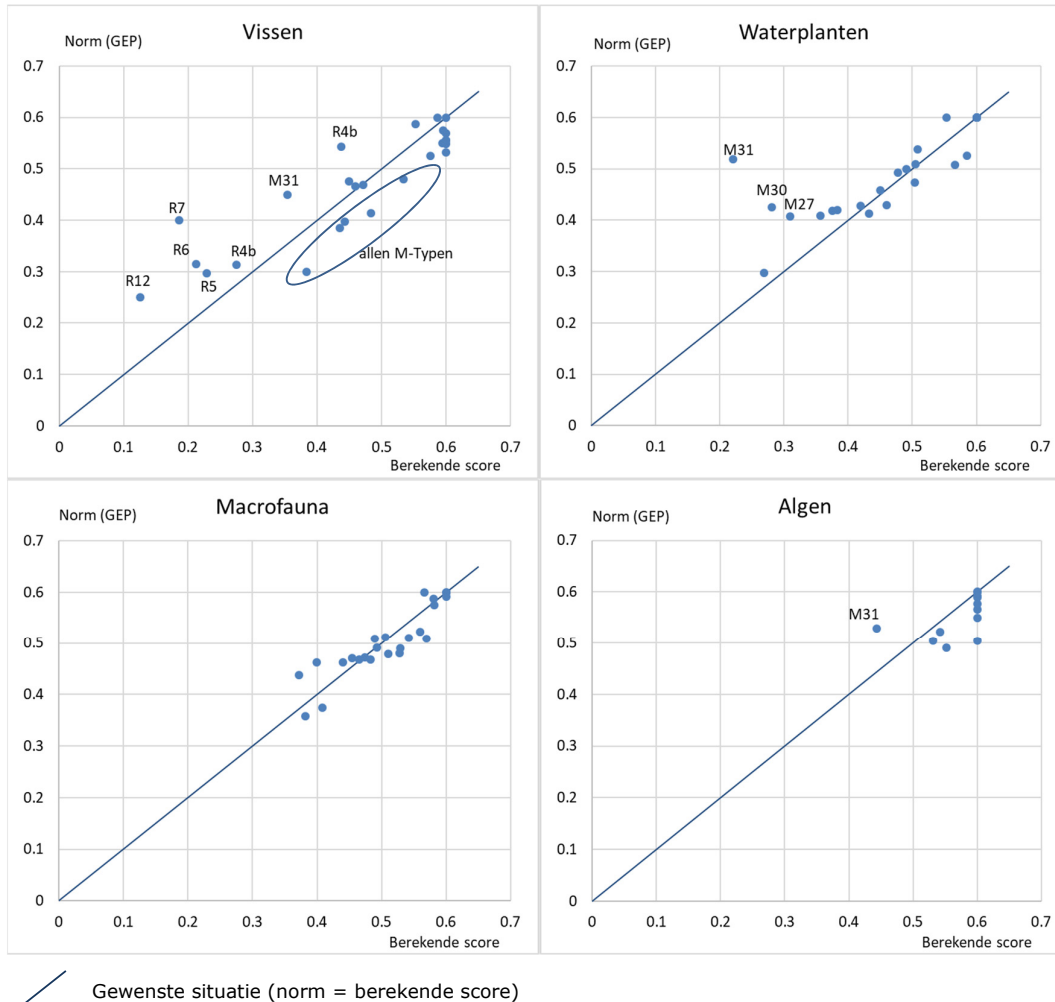 Vissen
Norm (GEP)
0.7
0.6
0.5
0.4
0.3
0.2
0.1
0
R4b
M31
R7
R6
R4b
R5
R12
allen M-Typen
0 0.1 0.2 0.3 0.4 0.5 0.6 0.7
Berekende score
Waterplanten
Norm (GEP)
0.7
0.6
0.5
0.4
0.3
0.2
0.1
0
M31
M30
M27
0 0.1 0.2 0.3 0.4 0.5 0.6 0.7
Berekende score
Macrofauna
Norm (GEP)
0.7
0.6
0.5
0.4
0.3
0.2
0.1
0
0 0.1 0.2 0.3 0.4 0.5 0.6 0.7
Berekende score
Algen
Norm (GEP)
0.7
0.6
0.5
0.4
0.3
0.2
0.1
0
M31
0 0.1 0.2 0.3 0.4 0.5 0.6 0.7
Berekende score
Gewenste situatie (norm = berekende score)